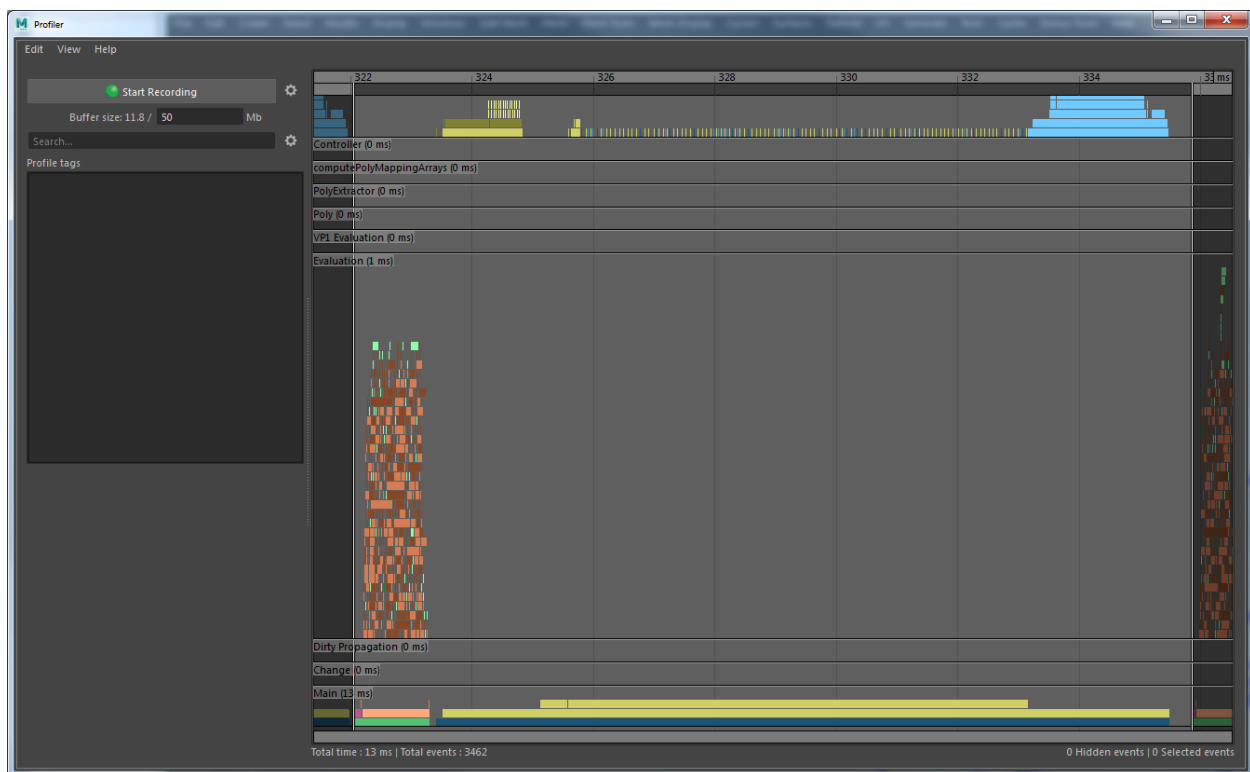 Profiler
Edit View Help
Start Recording
Buffer size: 11.8 / 50 Mb
Search...
Profile tags
322 324 326 328 330 332 334 ms
Controller (0 ms)
computePolyMappingArrays (0 ms)
PolyExtractor (0 ms)
Poly (0 ms)
VP1 Evaluation (0 ms)
Evaluation (1 ms)
Dirty Propagation (0 ms)
Change (0 ms)
Main (13 ms)
Total time : 13 ms | Total events : 3462
0 Hidden events | 0 Selected events